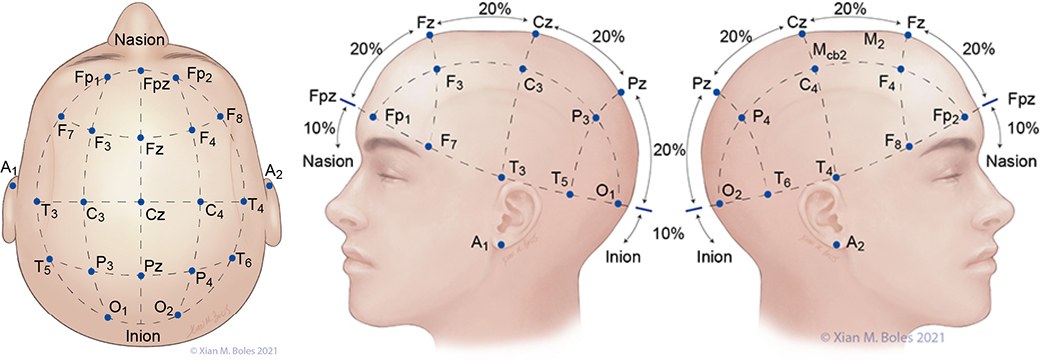 Nasion
Fp1 Fpz Fp2
F7 F3 Fz F4 F8
A1 A2
T3 C3 Cz C4 T4
T5 P3 Pz P4 T6
O1 O2
Inion
© Xian M. Boles 2021
20%
Fz Cz
20% 20%
F3 C3
Pz
Fpz
Fp1 P3
10% F7
Nasion
20%
T3
T5 O1
10%
A1
Inion
20%
Cz Fz
M2
20% Mcb2 20%
C4 F4
Pz
Fpz
P4 Fp2
10%
F8
Nasion
20%
T4
O2 T6
10%
A2
Inion
© Xian M. Boles 2021